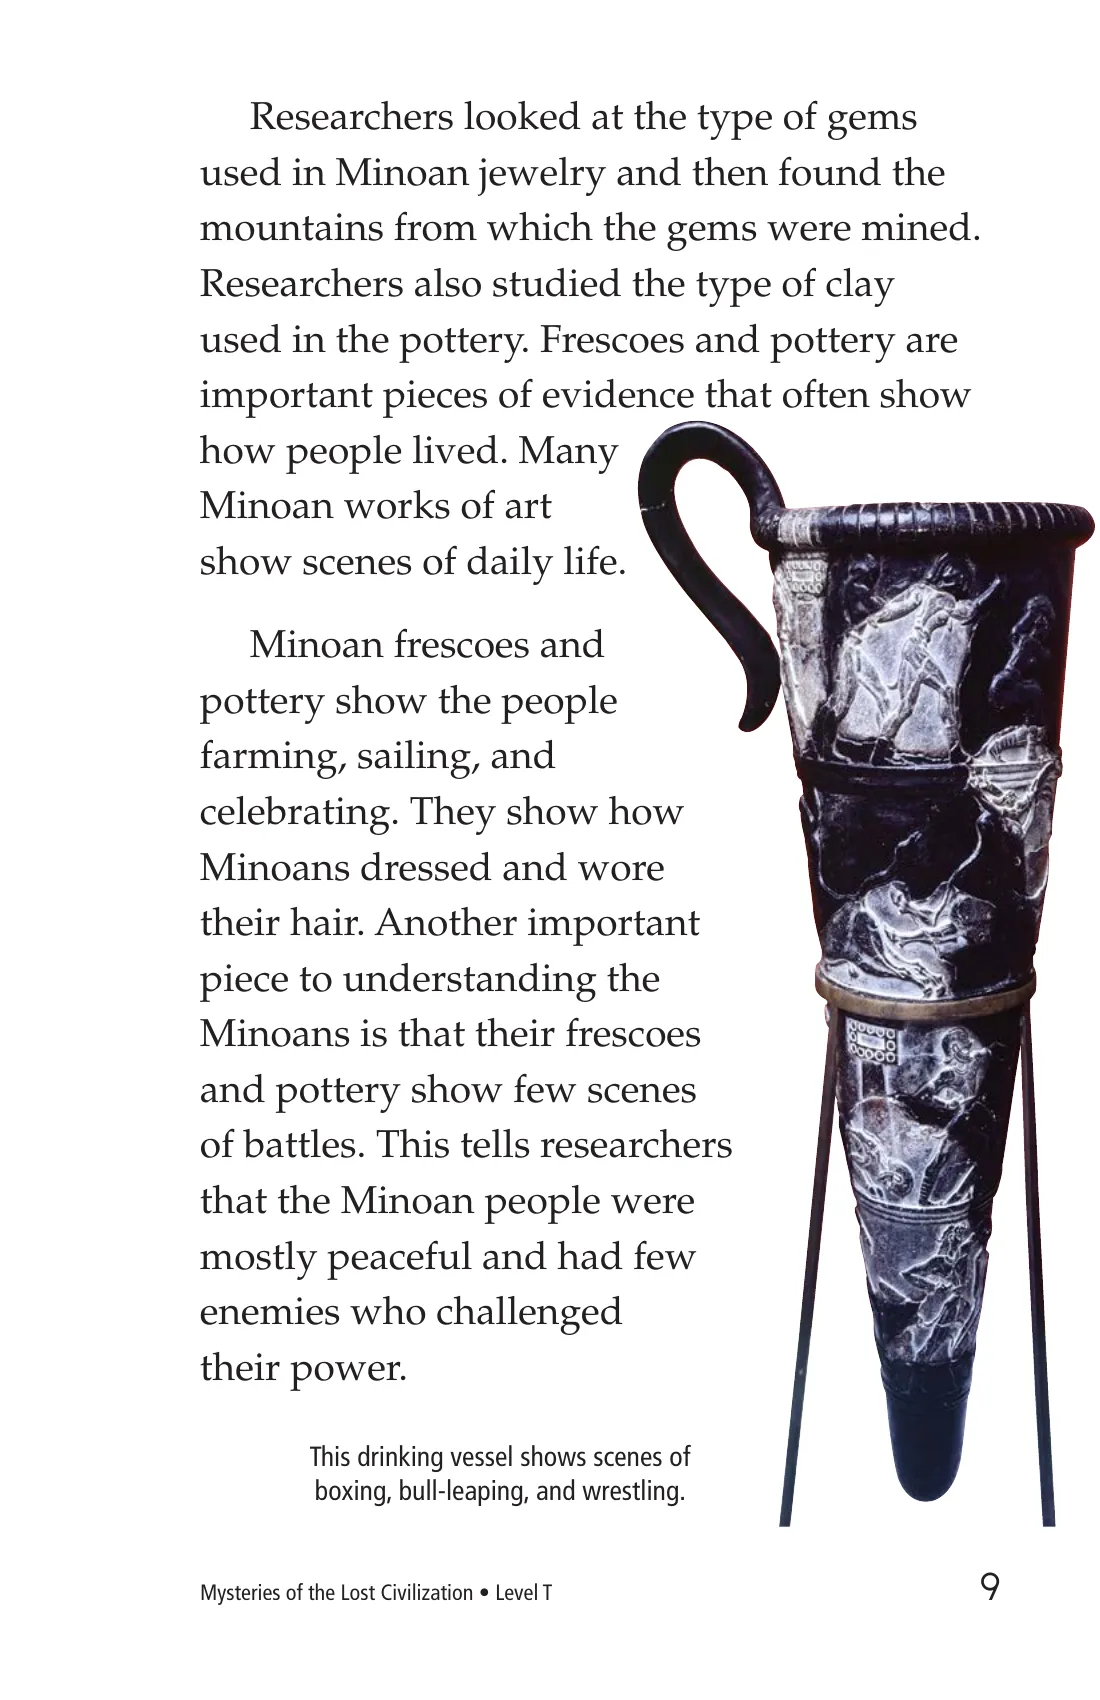 Researchers looked at the type of gems
used in Minoan jewelry and then found the
mountains from which the gems were mined.
Researchers also studied the type of clay
used in the pottery. Frescoes and pottery are
important pieces of evidence that often show
how people lived. Many
Minoan works of art
show scenes of daily life.
Minoan frescoes and
pottery show the people
farming, sailing, and
celebrating. They show how
Minoans dressed and wore
their hair. Another important
piece to understanding the
Minoans is that their frescoes
and pottery show few scenes
of battles. This tells researchers
that the Minoan people were
mostly peaceful and had few
enemies who challenged
their power.
This drinking vessel shows scenes of
boxing, bull-leaping, and wrestling.
Mysteries of the Lost Civilization • Level T
9